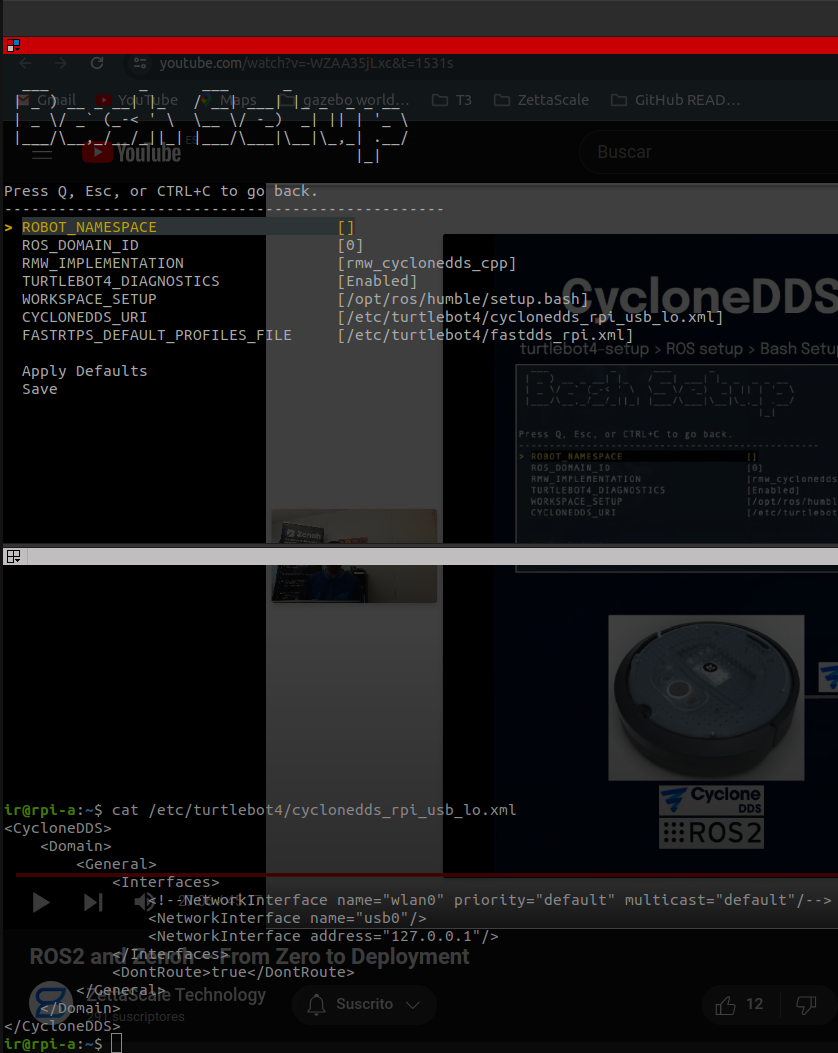 youtube.com/watch?v=-WZAA35jLxc&t=1531s
Gmail YouTube Maps gazebo world... T3 ZettaScale GitHub READ...
Bash Setup
YouTube ES
Buscar
Press Q, Esc, or CTRL+C to go back.
-------------------------------------------------
> ROBOT_NAMESPACE []
ROS_DOMAIN_ID [0]
RMW_IMPLEMENTATION [rmw_cyclonedds_cpp]
TURTLEBOT4_DIAGNOSTICS [Enabled]
WORKSPACE_SETUP [/opt/ros/humble/setup.bash]
CYCLONEDDS_URI [/etc/turtlebot4/cyclonedds_rpi_usb_lo.xml]
FASTRTPS_DEFAULT_PROFILES_FILE [/etc/turtlebot4/fastdds_rpi.xml]
Apply Defaults
Save
CycloneDDS
turtlebot4-setup > ROS setup > Bash Setu
Bash Setup
Press Q, Esc, or CTRL+C to go back.
> ROBOT_NAMESPACE []
ROS_DOMAIN_ID [0]
RMW_IMPLEMENTATION [rmw_cyclonedds
TURTLEBOT4_DIAGNOSTICS [Enabled]
WORKSPACE_SETUP [/opt/ros/humbl
CYCLONEDDS_URI [/etc/turtlebot
Zenoh
Cyclone
DDS
ROS2
ir@rpi-a:~$ cat /etc/turtlebot4/cyclonedds_rpi_usb_lo.xml
<CycloneDDS>
<Domain>
<General>
<Interfaces>
<!--NetworkInterface name="wlan0" priority="default" multicast="default"/-->
<NetworkInterface name="usb0"/>
<NetworkInterface address="127.0.0.1"/>
</Interfaces>
<DontRoute>true</DontRoute>
</General>
</Domain>
</CycloneDDS>
ir@rpi-a:~$
ROS2 and Zenoh - From Zero to Deployment
ZettaScale Technology
suscriptores
Suscrito
12